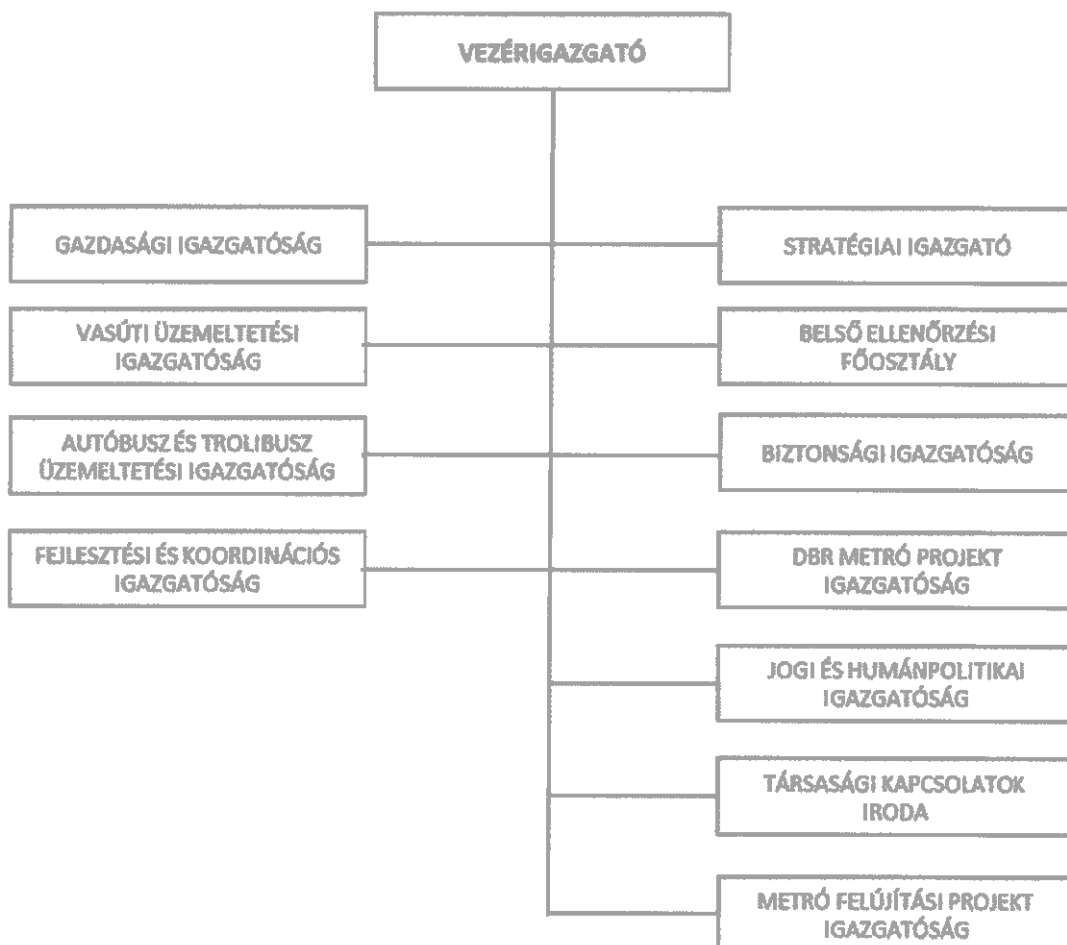 VEZÉRIGAZGATÓ
GAZDASÁGI IGAZGATÓSÁG
STRATÉGIAI IGAZGATÓ
VASÚTI ÜZEMELTETÉSI
IGAZGATÓSÁG
BELSŐ ELLENŐRZÉSI
FŐOSZTÁLY
AUTÓBUSZ ÉS TROLIBUSZ
ÜZEMELTETÉSI IGAZGATÓSÁG
BIZTONSÁGI IGAZGATÓSÁG
FEJLESZTÉSI ÉS KOORDINÁCIÓS
IGAZGATÓSÁG
DBR METRÓ PROJEKT
IGAZGATÓSÁG
JOGI ÉS HUMÁNPOLITIKAI
IGAZGATÓSÁG
TÁRSASÁGI KAPCSOLATOK
IRODA
METRÓ FELÚJÍTÁSI PROJEKT
IGAZGATÓSÁG